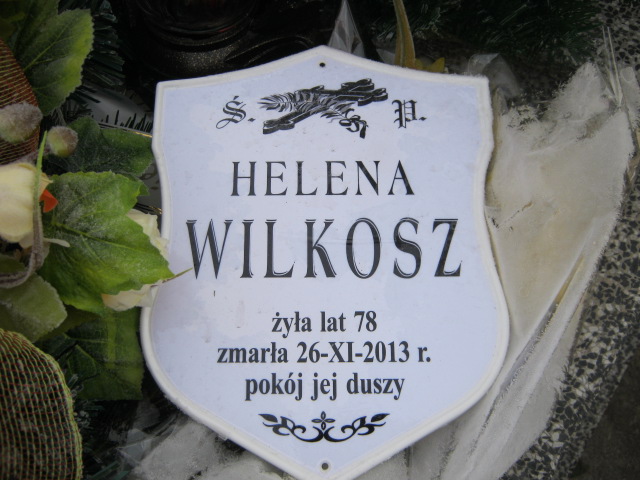 Ś. P.
HELENA
WILKOSZ
żyła lat 78
zmarła 26-XI-2013 r.
pokój jej duszy